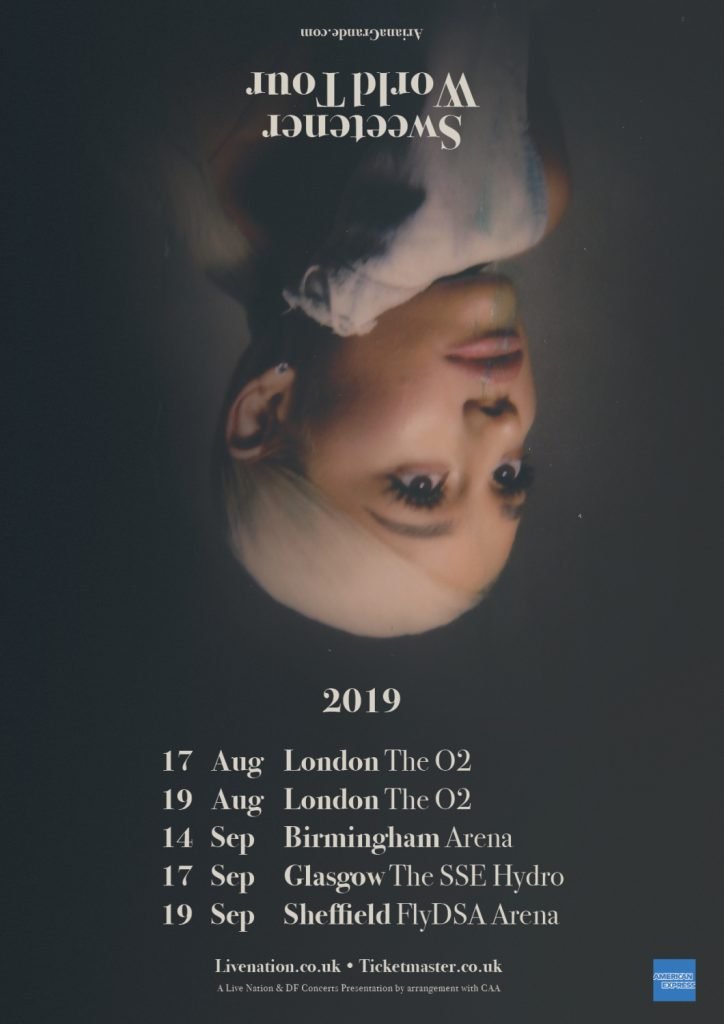 ArianaGrande.com
Sweetener
World Tour
2019
17 Aug London The O2
19 Aug London The O2
14 Sep Birmingham Arena
17 Sep Glasgow The SSE Hydro
19 Sep Sheffield FlyDSA Arena
Livenation.co.uk • Ticketmaster.co.uk
A Live Nation & DF Concerts Presentation by arrangement with CAA
AMERICAN
EXPRESS